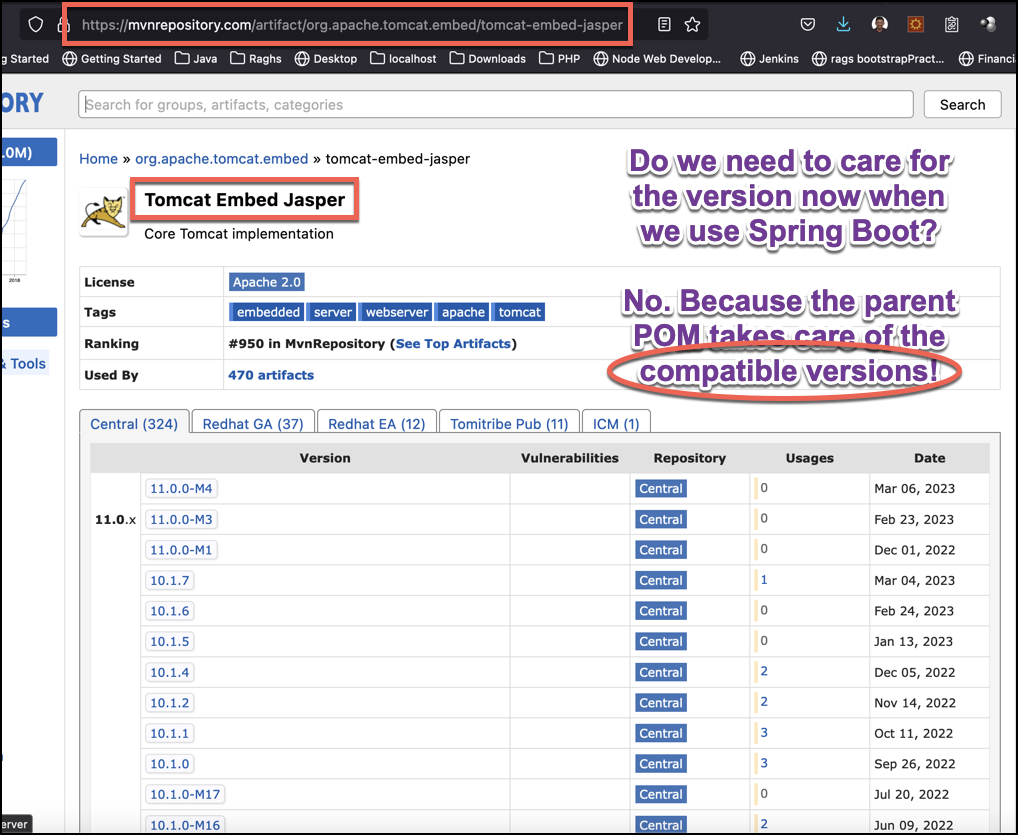 https://mvnrepository.com/artifact/org.apache.tomcat.embed/tomcat-embed-jasper
g Started Getting Started Java Raghs Desktop localhost Downloads PHP Node Web Develop... Jenkins rags bootstrapPract... Financi
ORY
Search for groups, artifacts, categories
Search
.0M)
2018
s
& Tools
erver
Home » org.apache.tomcat.embed » tomcat-embed-jasper
Tomcat Embed Jasper
Core Tomcat implementation
Do we need to care for
the version now when
we use Spring Boot?
No. Because the parent
POM takes care of the
compatible versions!
License Apache 2.0
Tags embedded server webserver apache tomcat
Ranking #950 in MvnRepository (See Top Artifacts)
Used By 470 artifacts
Central (324) Redhat GA (37) Redhat EA (12) Tomitribe Pub (11) ICM (1)
Version Vulnerabilities Repository Usages Date
11.0.0-M4 Central 0 Mar 06, 2023
11.0.x 11.0.0-M3 Central 0 Feb 23, 2023
11.0.0-M1 Central 0 Dec 01, 2022
10.1.7 Central 1 Mar 04, 2023
10.1.6 Central 0 Feb 24, 2023
10.1.5 Central 0 Jan 13, 2023
10.1.4 Central 2 Dec 05, 2022
10.1.2 Central 2 Nov 14, 2022
10.1.1 Central 3 Oct 11, 2022
10.1.0 Central 3 Sep 26, 2022
10.1.0-M17 Central 0 Jul 20, 2022
10.1.0-M16 Central 2 Jun 09, 2022